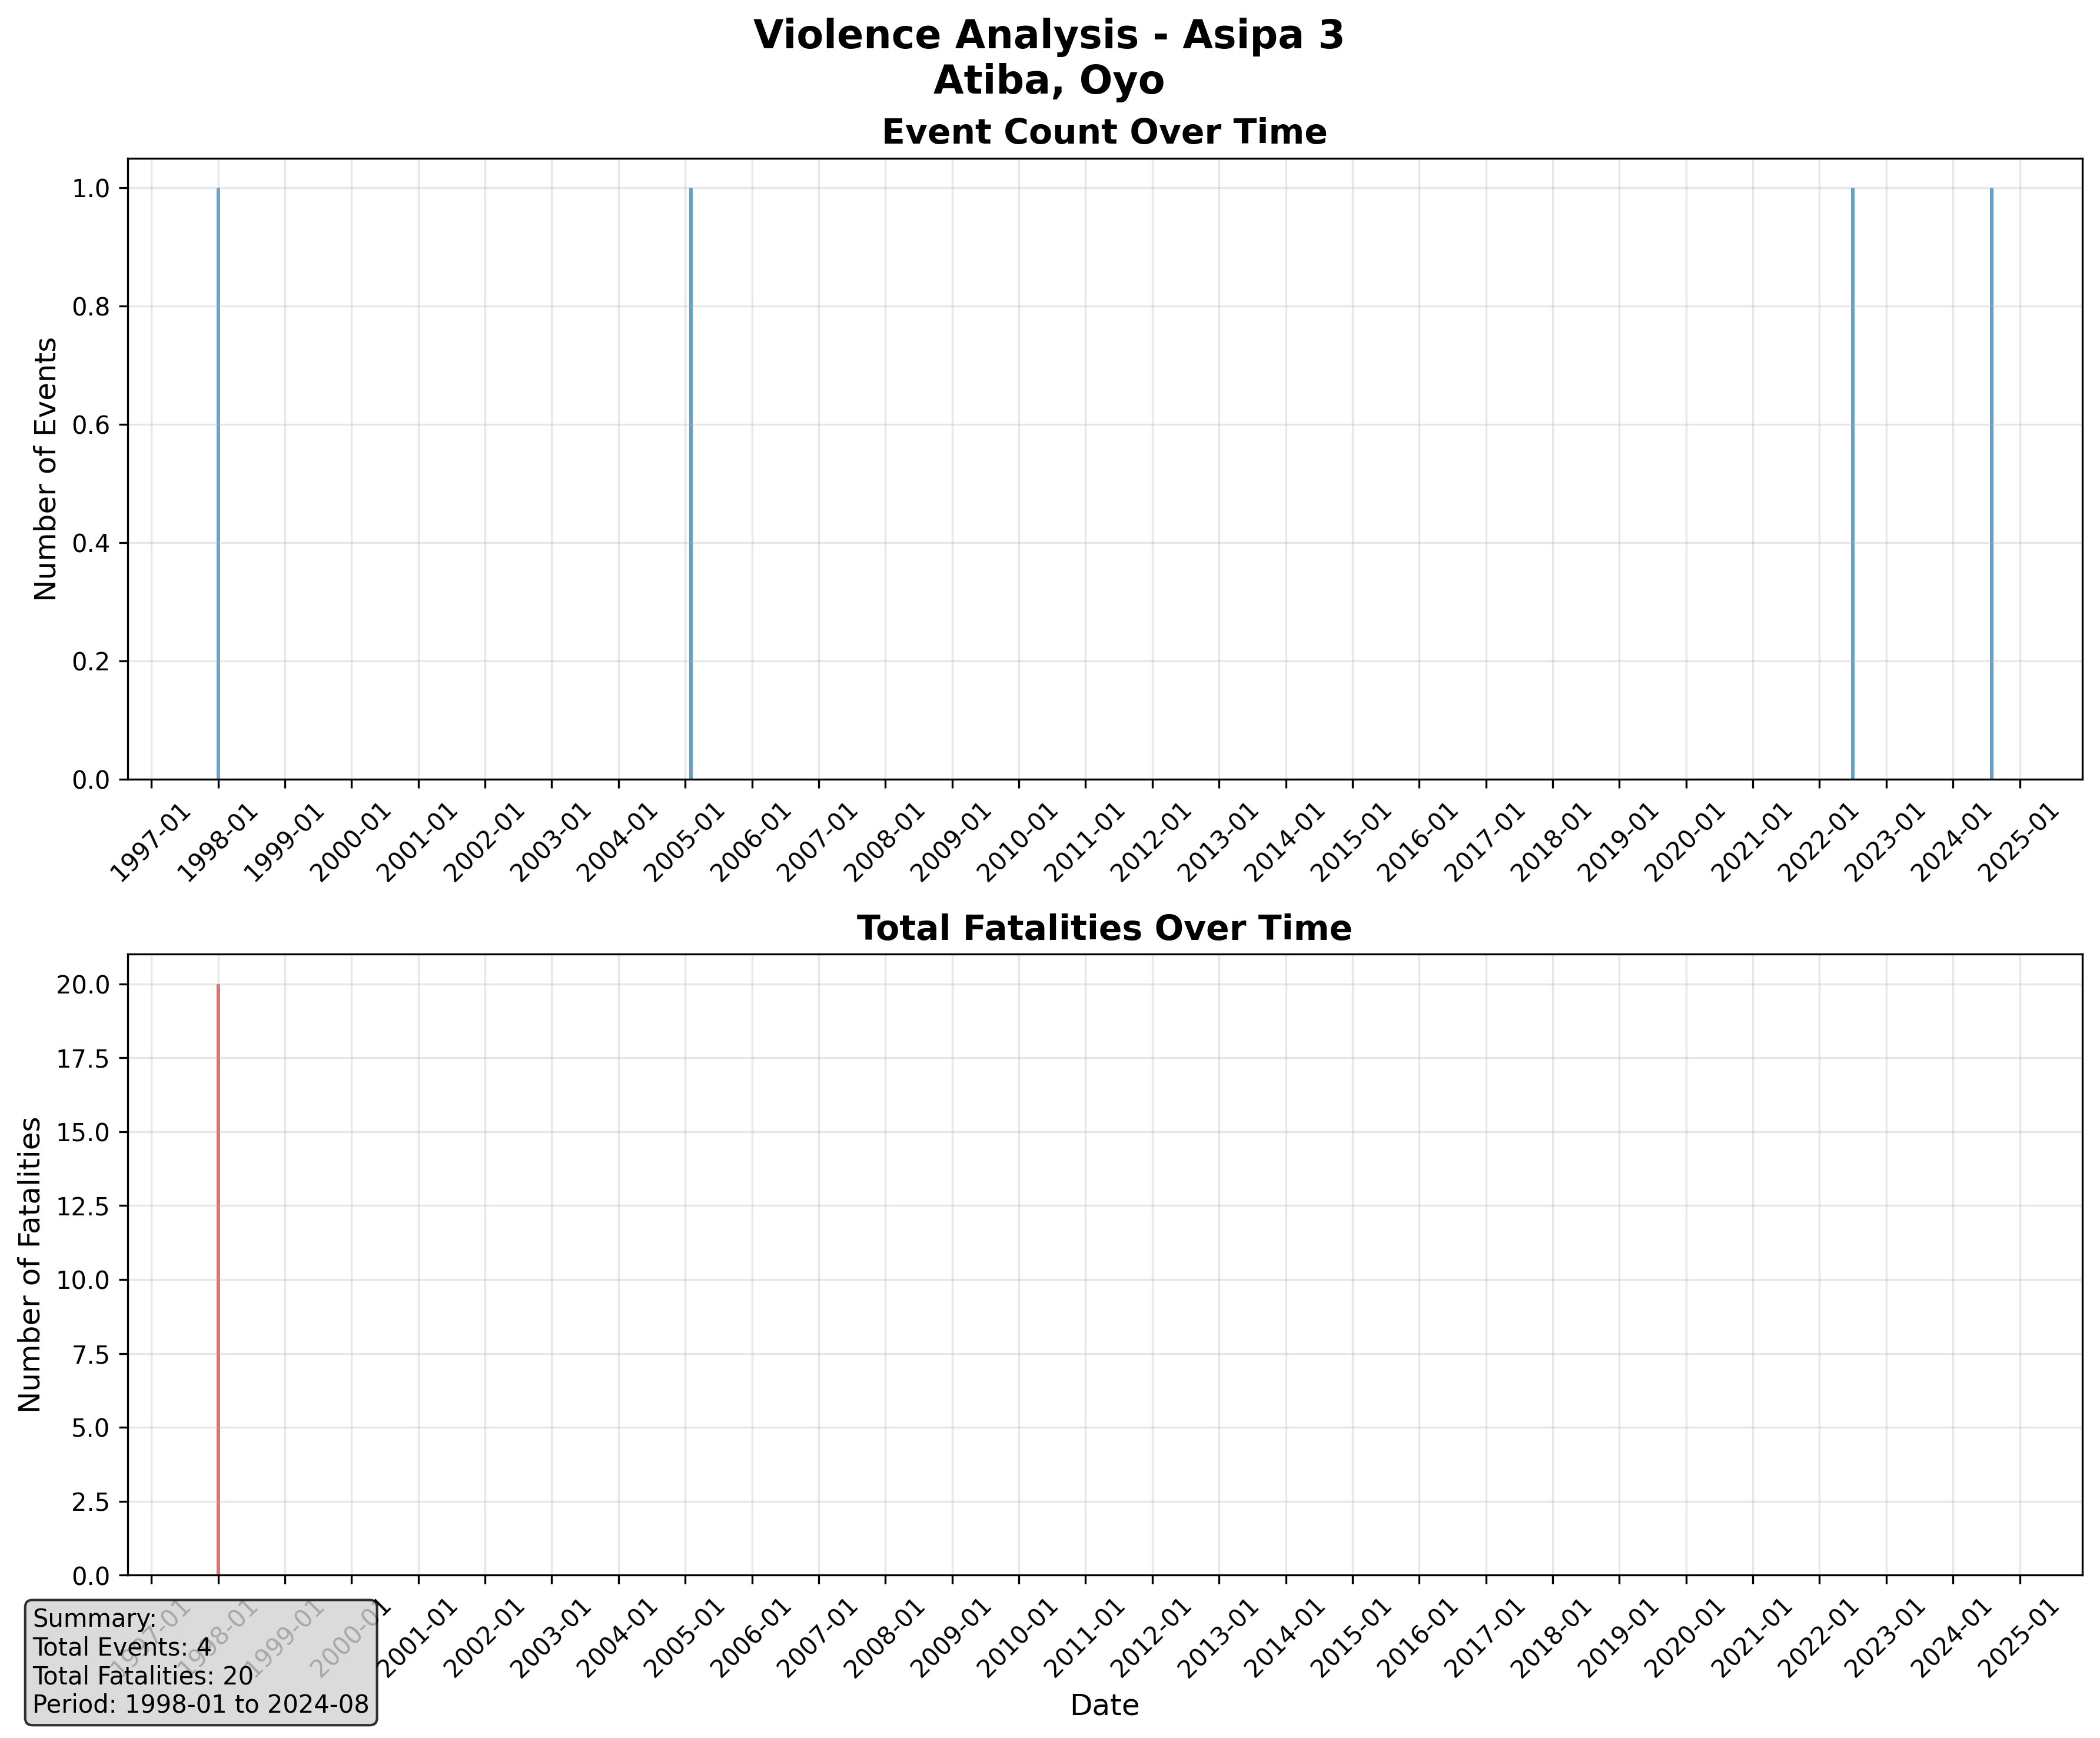 Violence Analysis - Asipa 3
Atiba, Oyo
Event Count Over Time
Number of Events
1.0
0.8
0.6
0.4
0.2
0.0
1997-01 1998-01 1999-01 2000-01 2001-01 2002-01 2003-01 2004-01 2005-01 2006-01 2007-01 2008-01 2009-01 2010-01 2011-01 2012-01 2013-01 2014-01 2015-01 2016-01 2017-01 2018-01 2019-01 2020-01 2021-01 2022-01 2023-01 2024-01 2025-01
Total Fatalities Over Time
Number of Fatalities
20.0
17.5
15.0
12.5
10.0
7.5
5.0
2.5
0.0
1997-01 1998-01 1999-01 2000-01 2001-01 2002-01 2003-01 2004-01 2005-01 2006-01 2007-01 2008-01 2009-01 2010-01 2011-01 2012-01 2013-01 2014-01 2015-01 2016-01 2017-01 2018-01 2019-01 2020-01 2021-01 2022-01 2023-01 2024-01 2025-01
Date
Summary:
Total Events: 4
Total Fatalities: 20
Period: 1998-01 to 2024-08